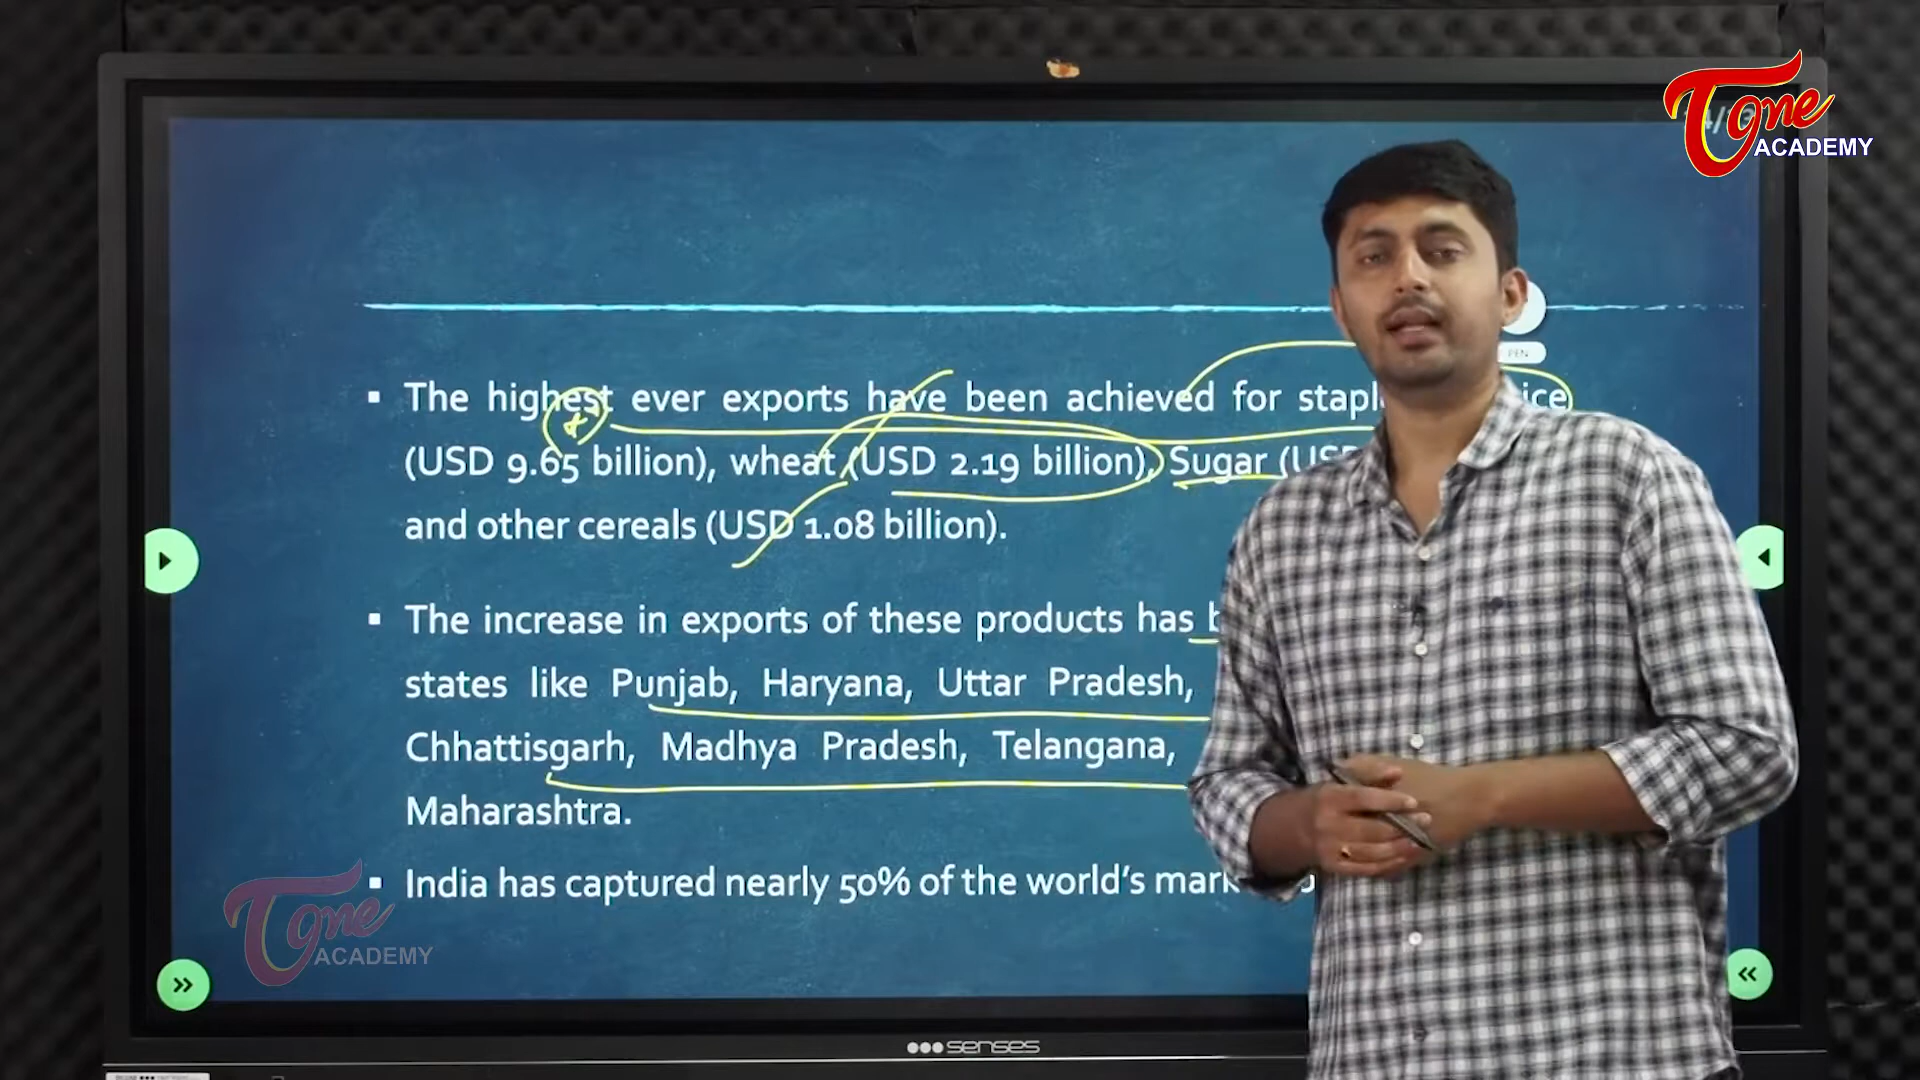 Tone
ACADEMY
PEN
The highest ever exports have been achieved for
(USD 9.65 billion), wheat (USD 2.19 billion), Sugar
and other cereals (USD 1.08 billion).
The increase in exports of these products has
states like Punjab, Haryana, Uttar Pradesh,
Chhattisgarh, Madhya Pradesh, Telangana,
Maharashtra.
India has captured nearly 50% of the world's
Tone
ACADEMY
senses